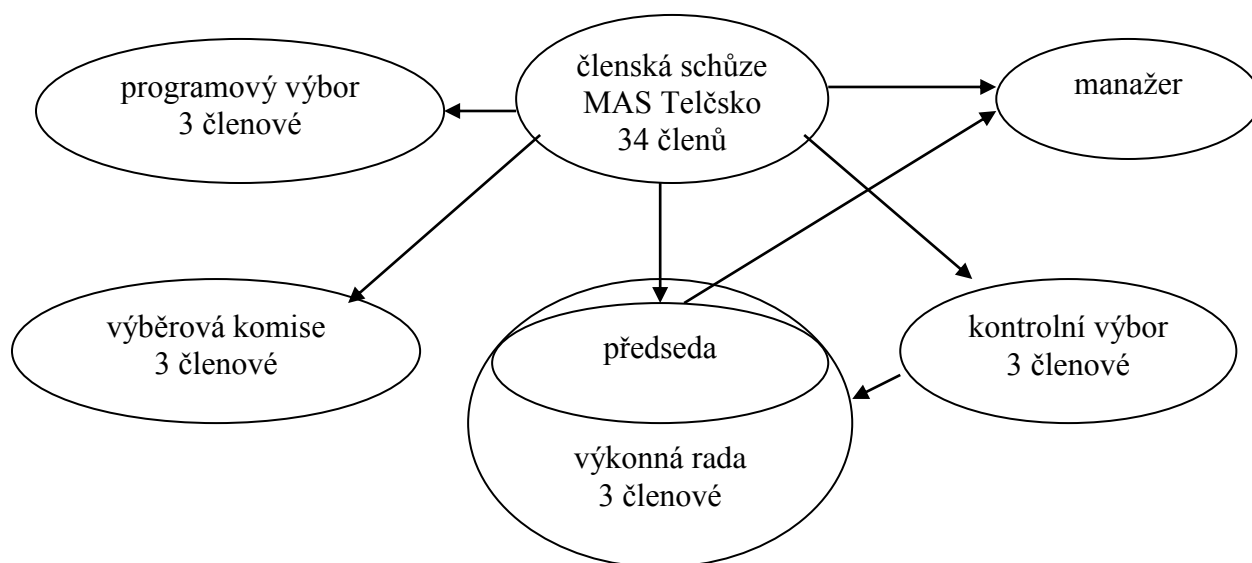 programový výbor
3 členové
členská schůze
MAS Telčsko
34 členů
manažer
výběrová komise
3 členové
předseda
výkonná rada
3 členové
kontrolní výbor
3 členové